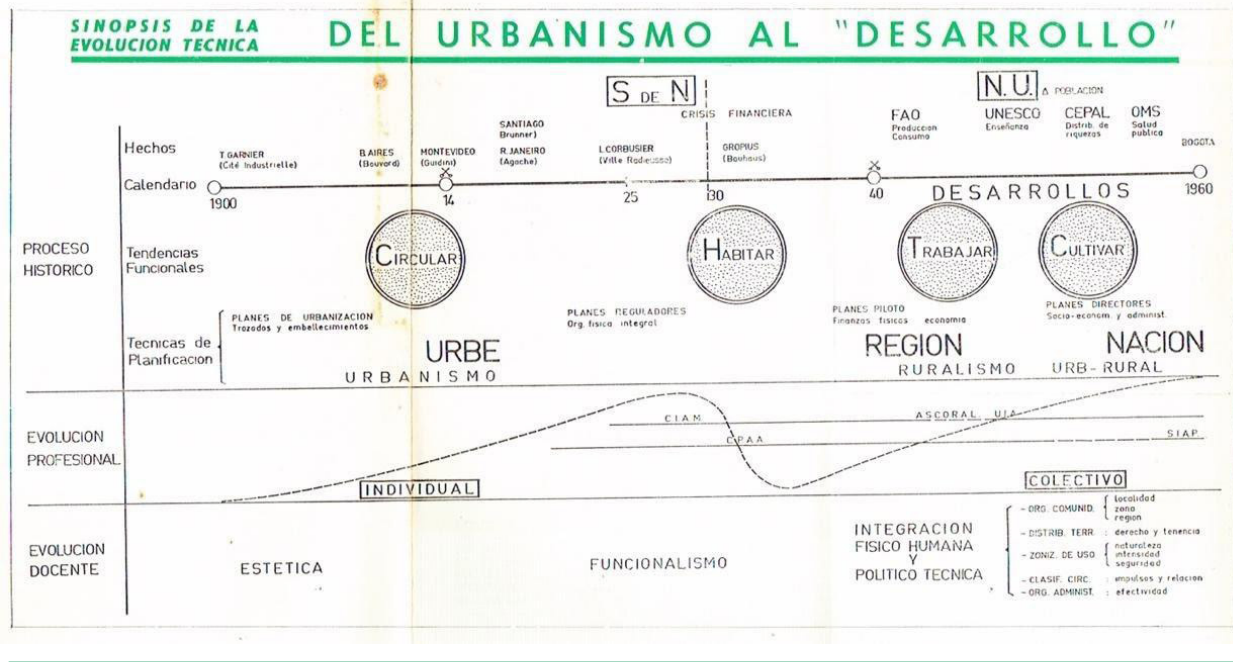 SINOPSIS DE LA
EVOLUCION TECNICA
DEL URBANISMO AL "DESARROLLO"
S DE N
N.U. Δ POBLACION
CRISIS FINANCIERA
PROCESO
HISTORICO
Hechos
T. GARNIER
(Cité Industrielle)
B.AIRES
(Bouvard)
MONTEVIDEO
(Guidini)
SANTIAGO
Brunner)
R.JANEIRO
(Agache)
L.CORBUSIER
(Ville Radieusse)
GROPIUS
(Bauhaus)
FAO
Produccion
Consumo
UNESCO
Enseñanza
CEPAL
Distrib. de
riquezas
OMS
Salud
publica
BOGOTA
Calendario
1900
14
25
30
40
DESARROLLOS
1960
Tendencias
Funcionales
CIRCULAR
HABITAR
TRABAJAR
CULTIVAR
Tecnicas de
Planificacion
PLANES DE URBANIZACION
Trazados y embellecimientos
PLANES REGULADORES
Org. fisica integral
PLANES PILOTO
Finanzas fisicos economia
PLANES DIRECTORES
Socio-econom. y administ.
URBE
REGION
NACION
URBANISMO
RURALISMO
URB-RURAL
EVOLUCION
PROFESIONAL
CIAM
ASCORAL UIA
CPAA
SIAP
INDIVIDUAL
COLECTIVO
EVOLUCION
DOCENTE
ESTETICA
FUNCIONALISMO
INTEGRACION
FISICO HUMANA
Y
POLITICO TECNICA
- ORG. COMUNID.
localidad
zona
region
- DISTRIB. TERR. : derecho y tenencia
- ZONIZ. DE USO
naturaleza
intensidad
seguridad
- CLASIF. CIRC. : impulsos y relacion
- ORG. ADMINIST. : efectividad